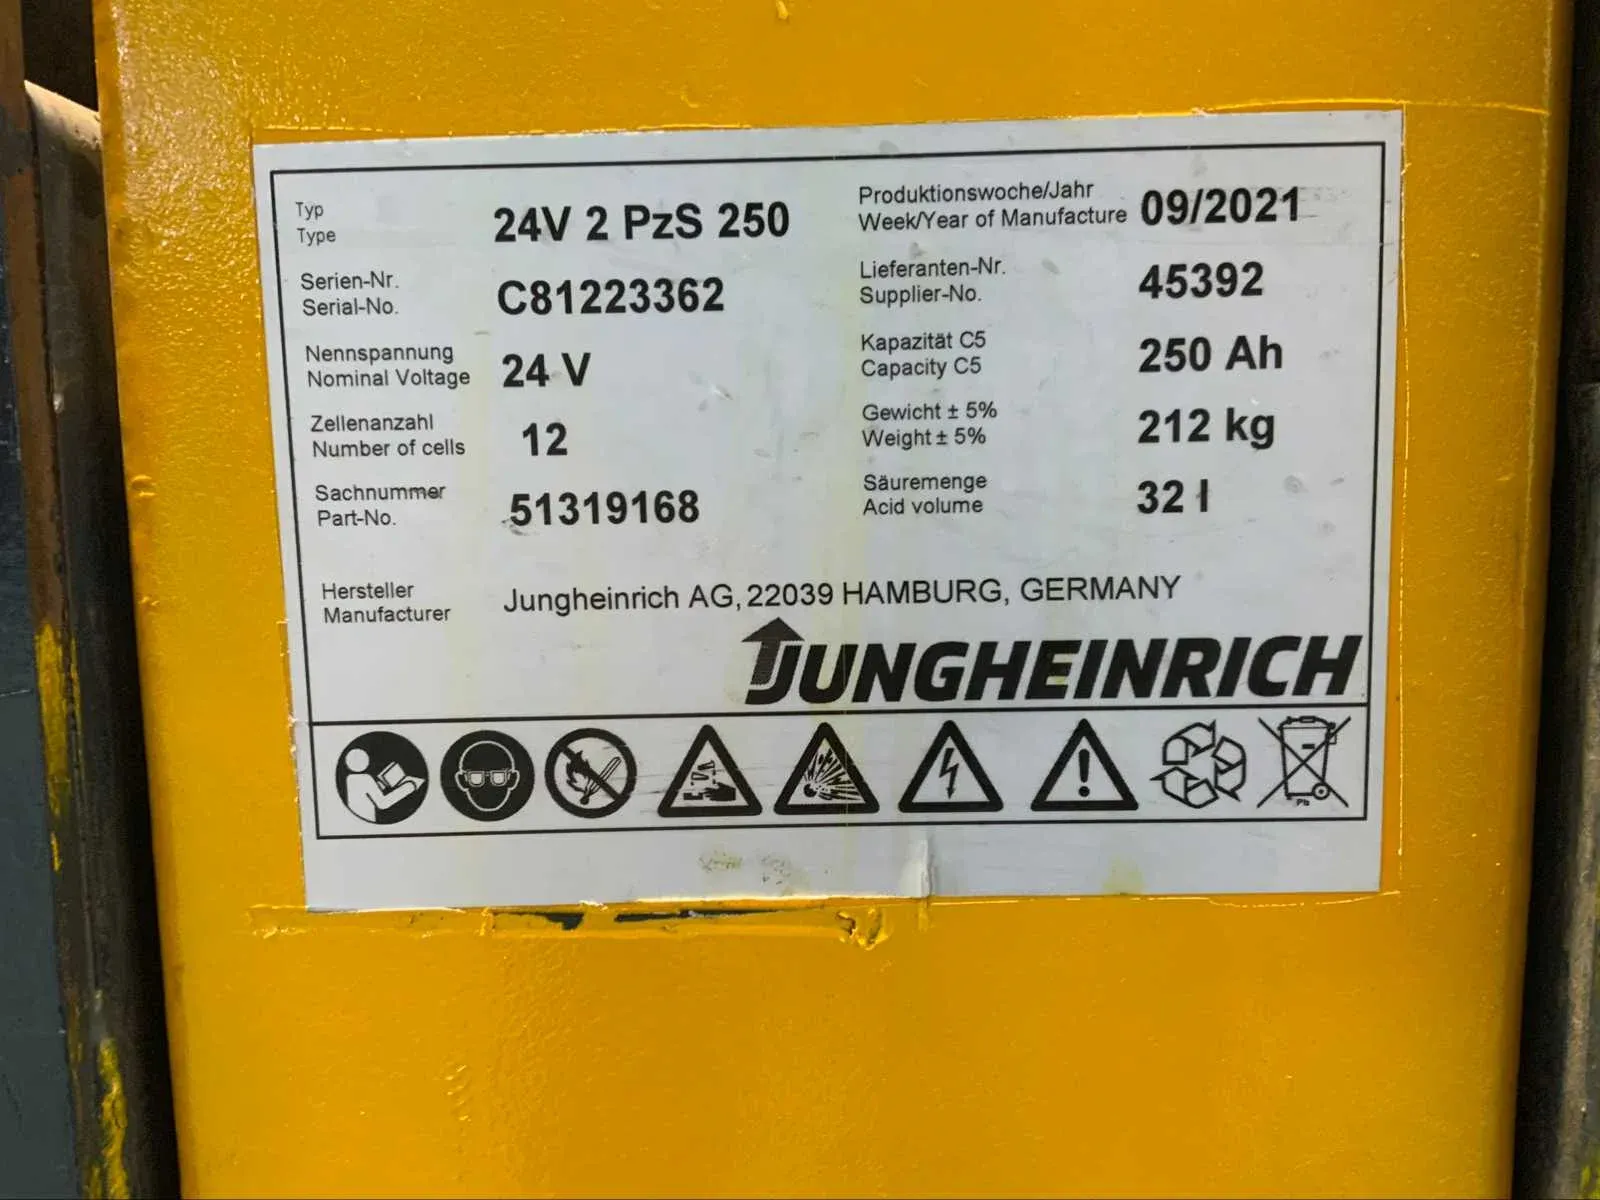 Typ
Type
24V 2 PzS 250
Produktionswoche/Jahr
Week/Year of Manufacture
09/2021
Serien-Nr.
Serial-No.
C81223362
Lieferanten-Nr.
Supplier-No.
45392
Nennspannung
Nominal Voltage
24 V
Kapazität C5
Capacity C5
250 Ah
Zellenanzahl
Number of cells
12
Gewicht ± 5%
Weight ± 5%
212 kg
Sachnummer
Part-No.
51319168
Säuremenge
Acid volume
32 l
Hersteller
Manufacturer
Jungheinrich AG, 22039 HAMBURG, GERMANY
JUNGHEINRICH
Pb